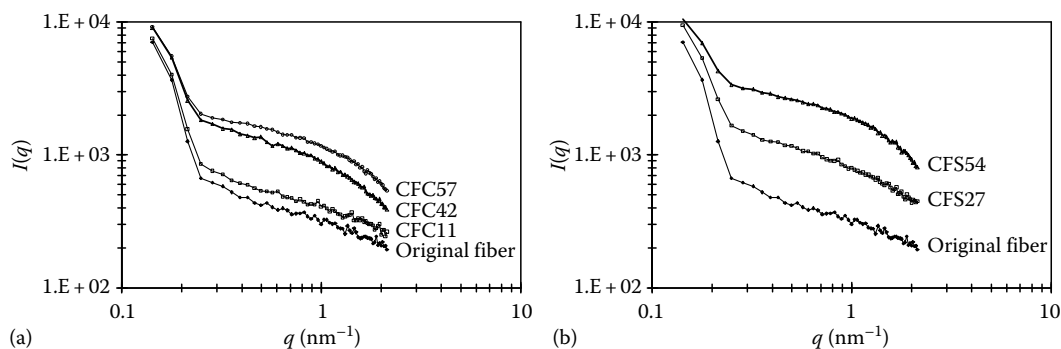 1.E + 04
1.E + 03
1.E + 02
I(q)
CFC57
CFC42
CFC11
Original fiber
0.1
1
10
q (nm⁻¹)
(a)
1.E + 04
1.E + 03
1.E + 02
I(q)
CFS54
CFS27
Original fiber
0.1
1
10
q (nm⁻¹)
(b)